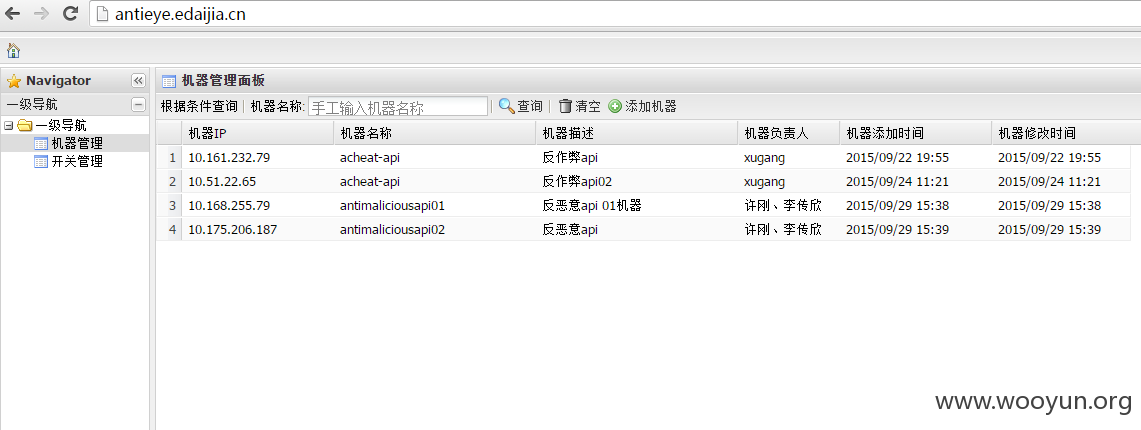 antieye.edaijia.cn
Navigator
一级导航
一级导航
机器管理
开关管理
机器管理面板
根据条件查询 机器名称: 手工输入机器名称 查询 清空 添加机器
机器IP 机器名称 机器描述 机器负责人 机器添加时间 机器修改时间
1 10.161.232.79 acheat-api 反作弊api xugang 2015/09/22 19:55 2015/09/22 19:55
2 10.51.22.65 acheat-api 反作弊api02 xugang 2015/09/24 11:21 2015/09/24 11:21
3 10.168.255.79 antimaliciousapi01 反恶意api 01机器 许刚、李传欣 2015/09/29 15:38 2015/09/29 15:38
4 10.175.206.187 antimaliciousapi02 反恶意api 许刚、李传欣 2015/09/29 15:39 2015/09/29 15:39
www.wooyun.org